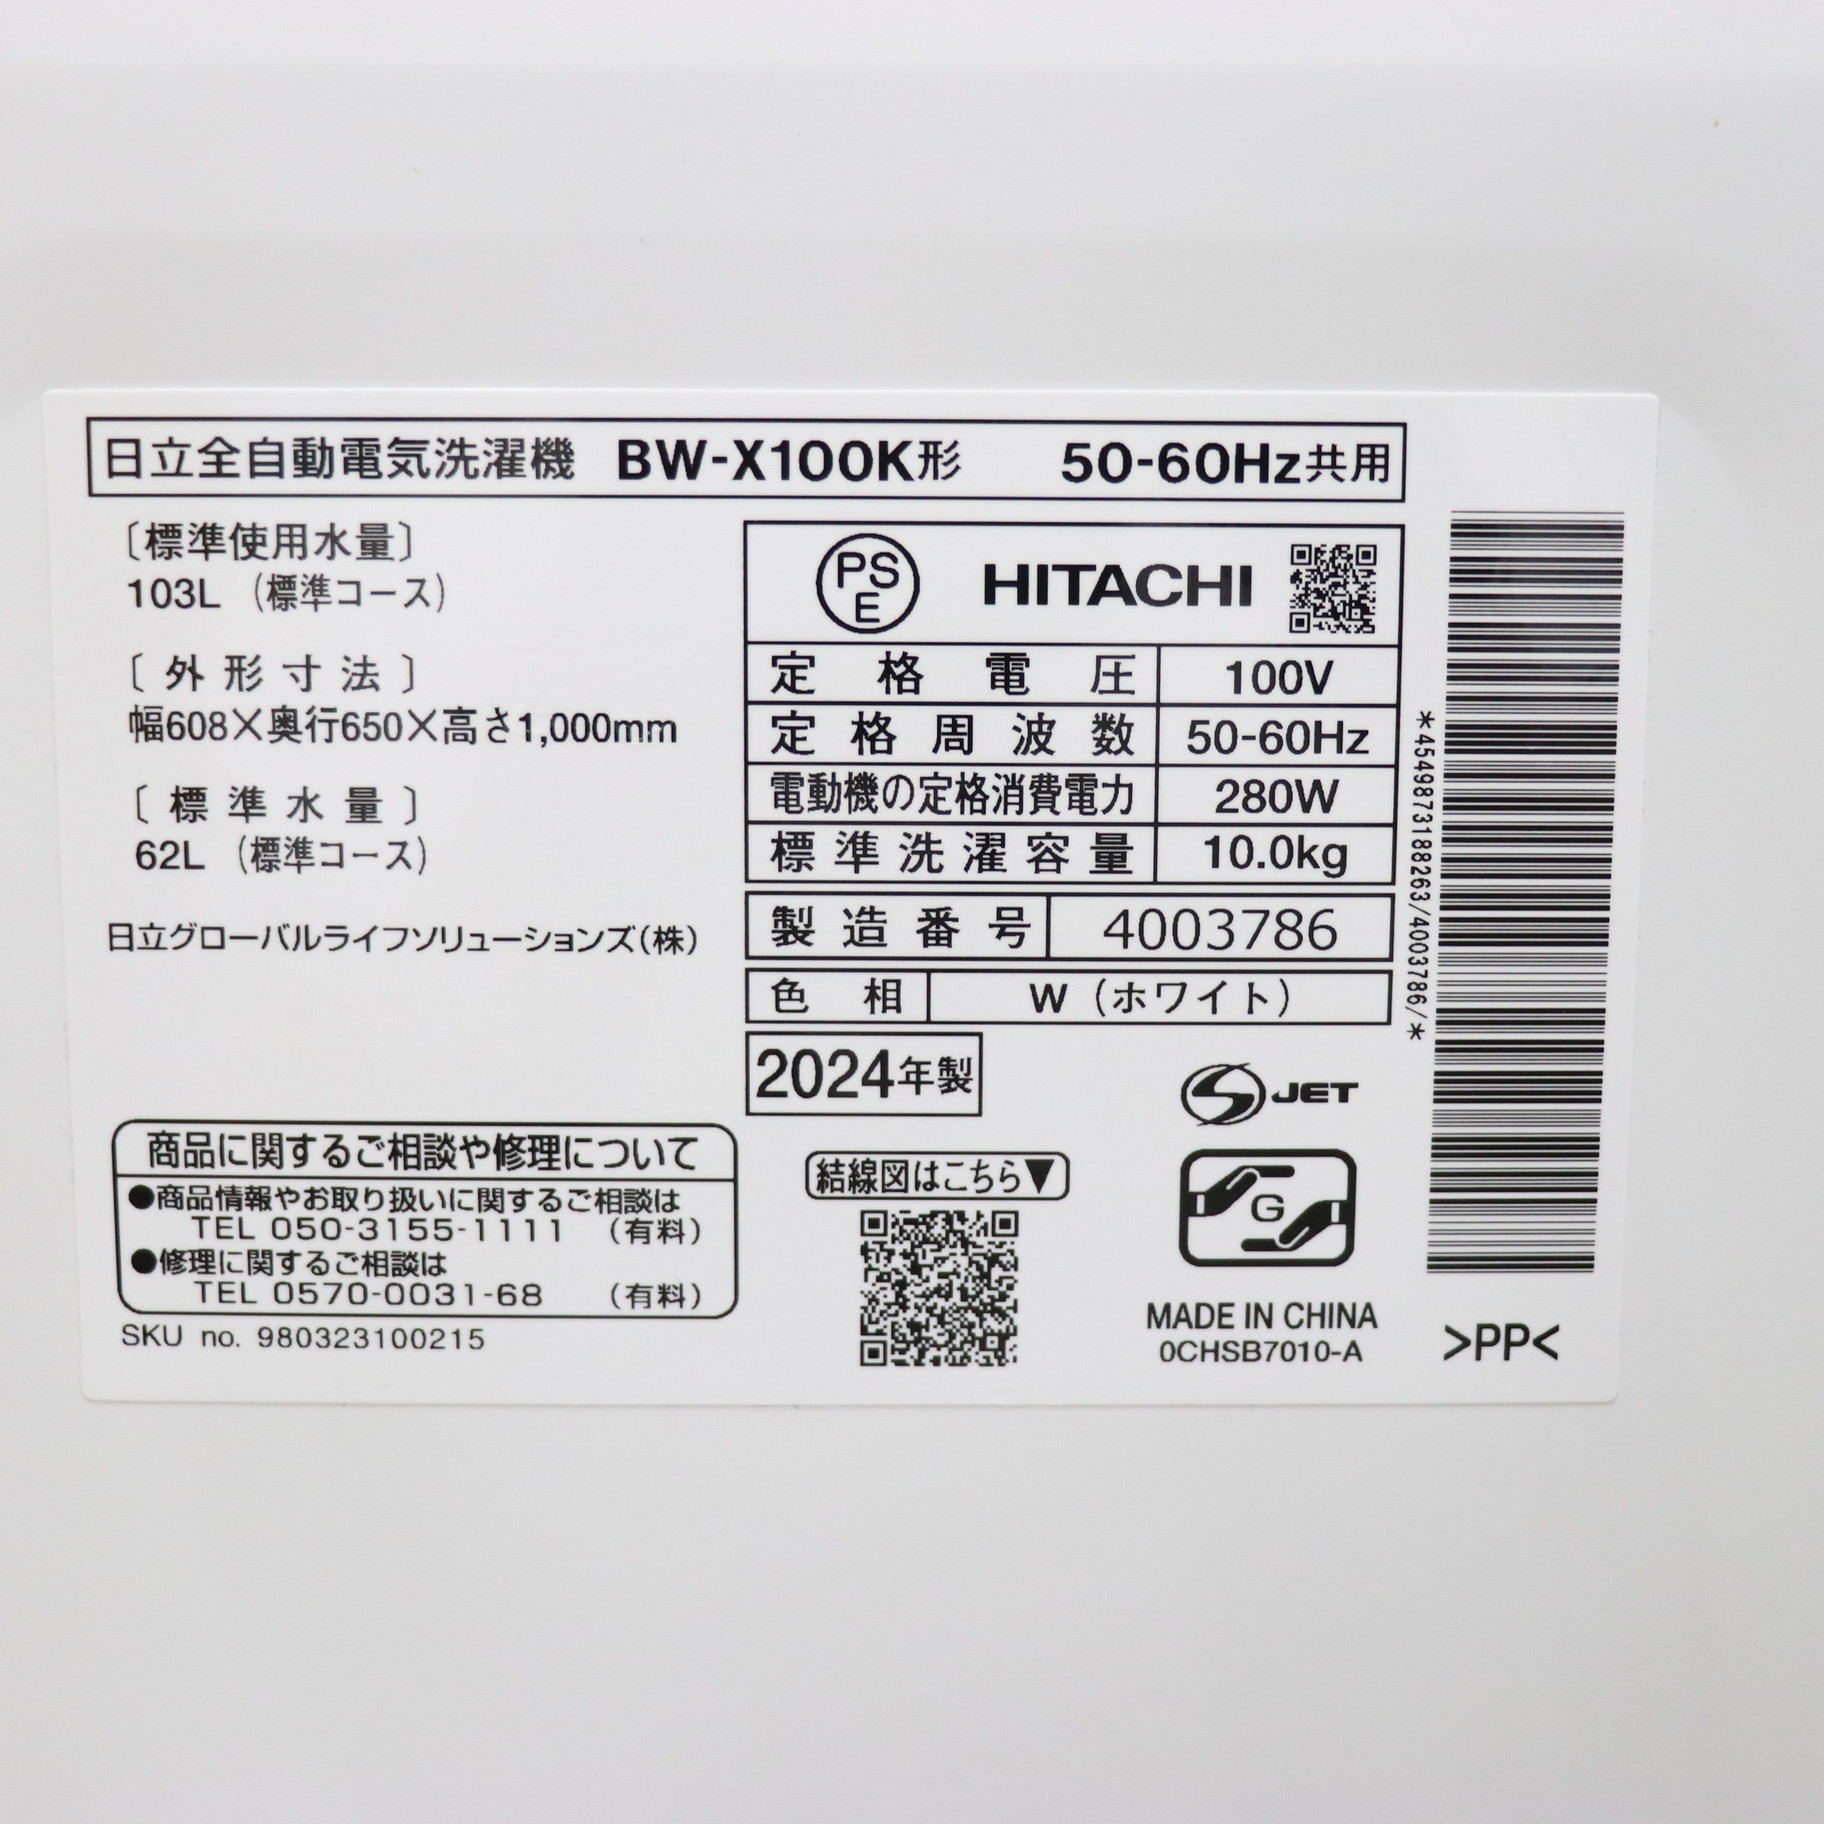 日立全自動電気洗濯機 BW-X100K形 50-60Hz共用
〔標準使用水量〕
103L（標準コース）
〔外形寸法〕
幅608×奥行650×高さ1,000mm
〔標準水量〕
62L（標準コース）
日立グローバルライフソリューションズ(株)
PS
E
HITACHI
定格電圧 100V
定格周波数 50-60Hz
電動機の定格消費電力 280W
標準洗濯容量 10.0kg
製造番号 4003786
色相 W（ホワイト）
2024年製
*4549873188263/4003786/*
商品に関するご相談や修理について
●商品情報やお取り扱いに関するご相談は
TEL 050-3155-1111 （有料）
●修理に関するご相談は
TEL 0570-0031-68 （有料）
SKU no. 980323100215
結線図はこちら▼
S JET
G
MADE IN CHINA
0CHSB7010-A
>PP<